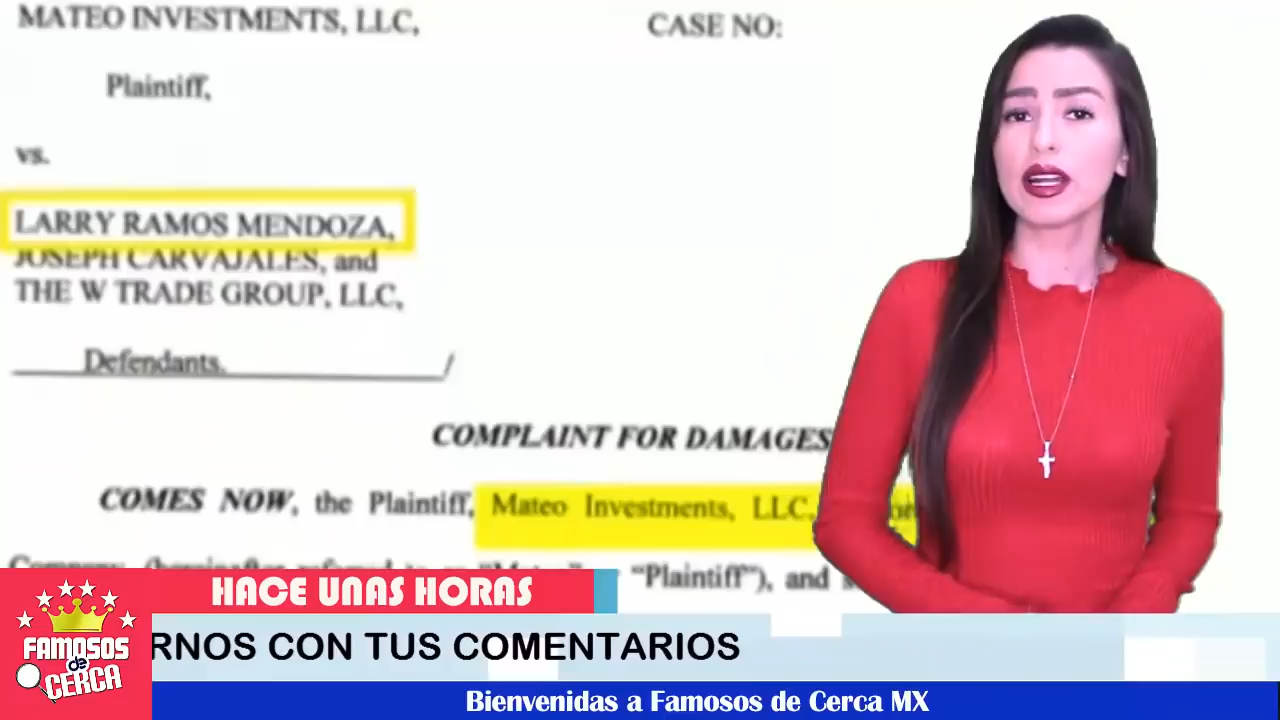 MATEO INVESTMENTS, LLC,
CASE NO:
Plaintiff,
vs.
LARRY RAMOS MENDOZA,
JOSEPH CARVAJALES, and
THE W TRADE GROUP, LLC,
Defendants.
COMPLAINT FOR DAMAGES
COMES NOW, the Plaintiff, Mateo Investments, LLC,
"Plaintiff"), and
HACE UNAS HORAS
RNOS CON TUS COMENTARIOS
FAMOSOS
de
CERCA
Bienvenidas a Famosos de Cerca MX